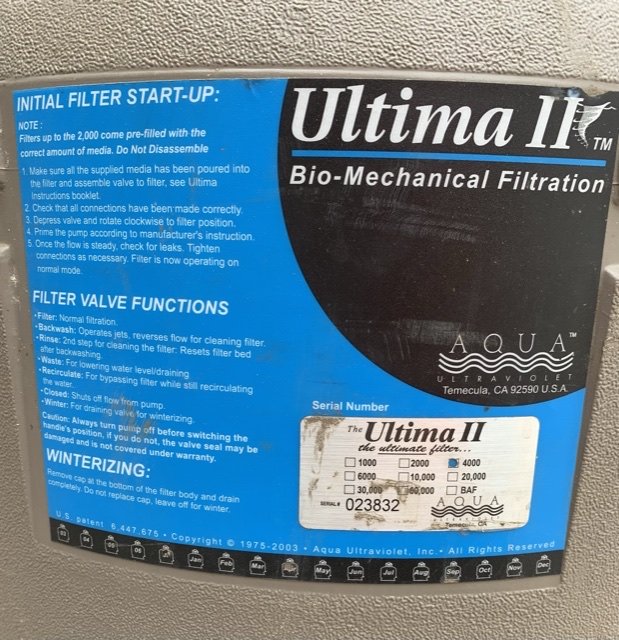 INITIAL FILTER START-UP:
NOTE :
Filters up to the 2,000 come pre-filled with the
correct amount of media. Do Not Disassemble
1. Make sure all the supplied media has been poured into
the filter and assemble valve to filter, see Ultima
Instructions booklet.
2. Check that all connections have been made correctly.
3. Depress valve and rotate clockwise to filter position.
4. Prime the pump according to manufacturer's instruction.
5. Once the flow is steady, check for leaks. Tighten
connections as necessary. Filter is now operating on
normal mode.
FILTER VALVE FUNCTIONS
•Filter: Normal filtration.
•Backwash: Operates jets, reverses flow for cleaning filter.
•Rinse: 2nd step for cleaning the filter: Resets filter bed
after backwashing.
•Waste: For lowering water level/draining
•Recirculate: For bypassing filter while still recirculating
the water.
•Closed: Shuts off flow from pump.
•Winter: For draining valve for winterizing.
Caution: Always turn pump off before switching the
handle's position, if you do not, the valve seal may be
damaged and is not covered under warranty.
WINTERIZING:
Remove cap at the bottom of the filter body and drain
completely. Do not replace cap, leave off for winter.
Ultima II TM
Bio-Mechanical Filtration
AQUA TM
ULTRAVIOLET
Temecula, CA 92590 U.S.A.
Serial Number
The Ultima II
the ultimate filter...
1000 2000 4000
6000 10,000 20,000
30,000 60,000 BAF
SERIAL# 023832
AQUA
ULTRAVIOLET
Temecula, CA
U.S. patent 6,447,675 • Copyright © 1975-2003 • Aqua Ultraviolet, Inc. • All Rights Reserved
03 04 05 06 Jan Feb Mar Apr May Jun Jul Aug Sep Oct Nov Dec